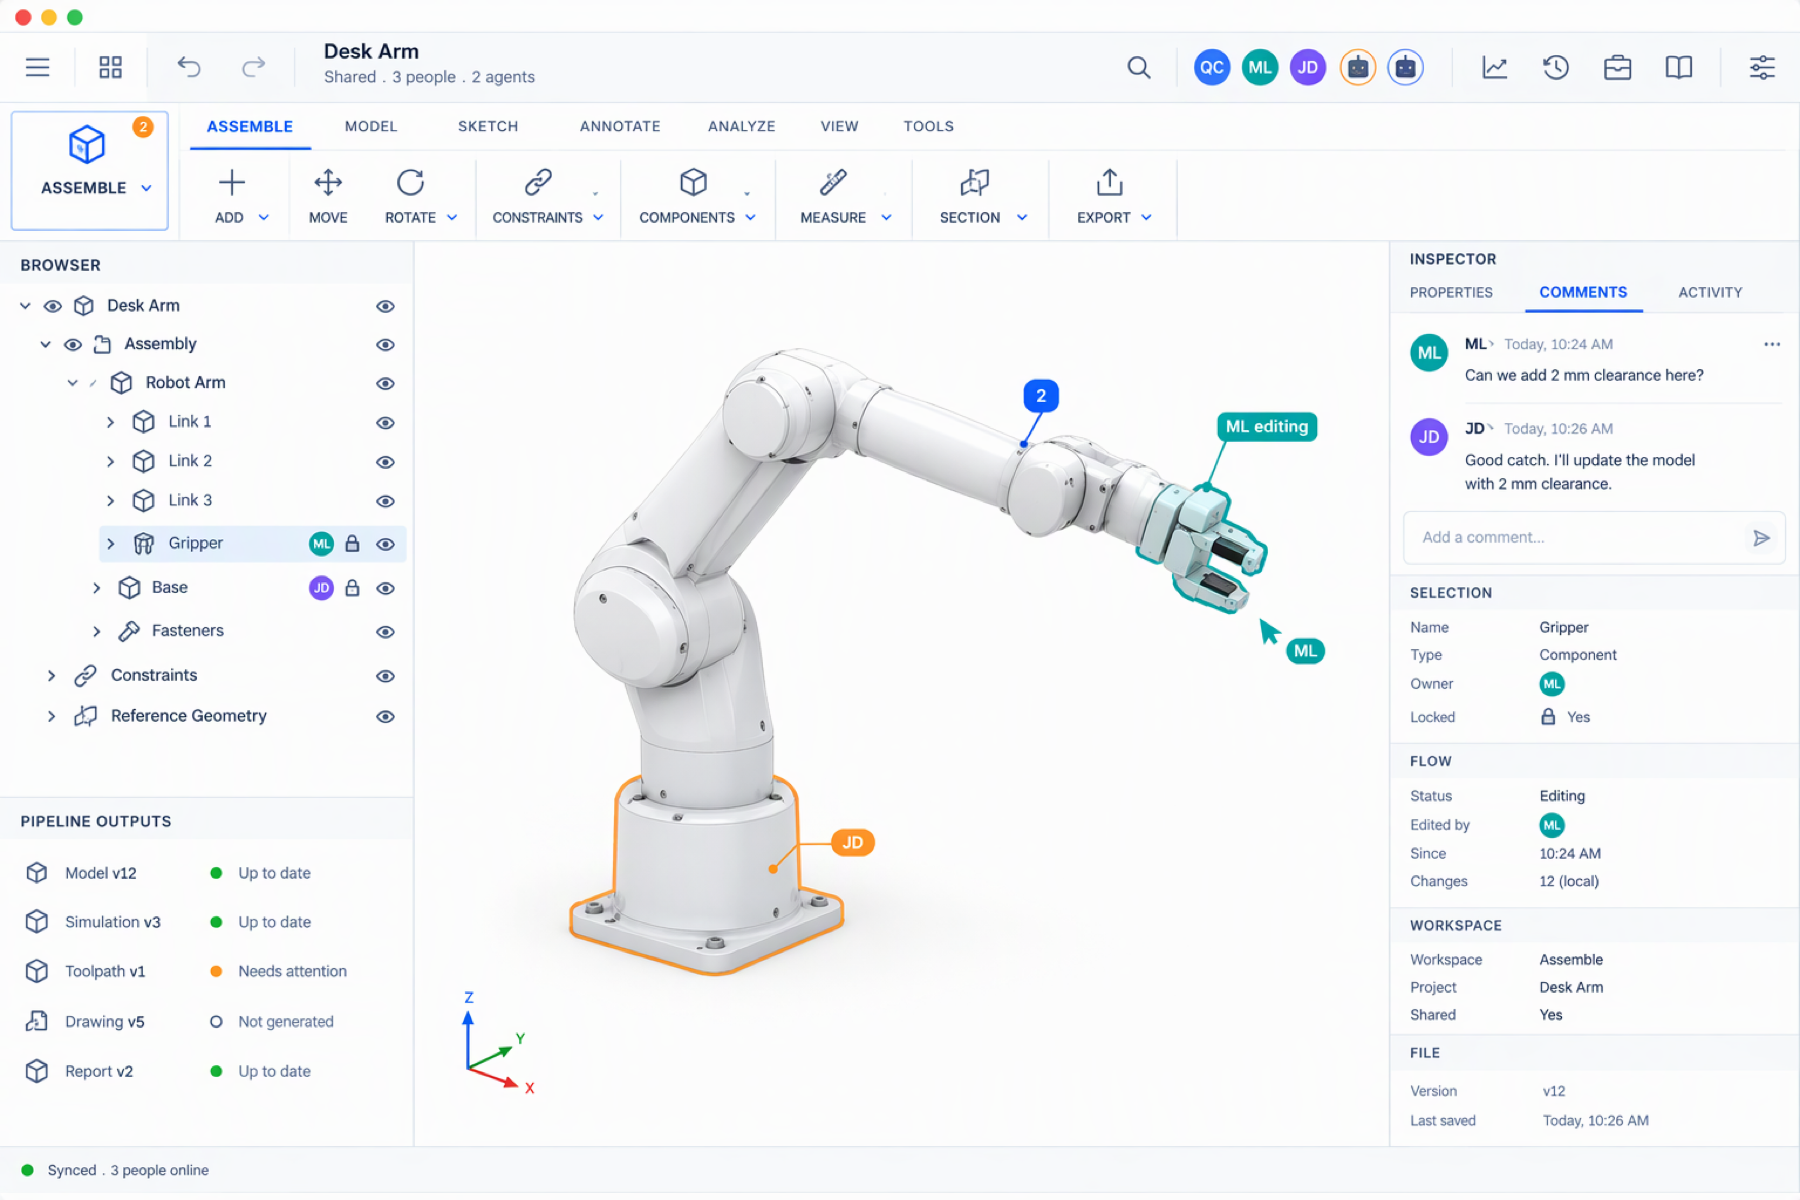 Desk Arm
Shared . 3 people . 2 agents
QC
ML
JD
2
ASSEMBLE
ASSEMBLE
MODEL
SKETCH
ANNOTATE
ANALYZE
VIEW
TOOLS
ADD
MOVE
ROTATE
CONSTRAINTS
COMPONENTS
MEASURE
SECTION
EXPORT
BROWSER
Desk Arm
Assembly
Robot Arm
Link 1
Link 2
Link 3
Gripper ML
Base JD
Fasteners
Constraints
Reference Geometry
PIPELINE OUTPUTS
Model v12 Up to date
Simulation v3 Up to date
Toolpath v1 Needs attention
Drawing v5 Not generated
Report v2 Up to date
2
ML editing
ML
JD
Z
Y
X
INSPECTOR
PROPERTIES
COMMENTS
ACTIVITY
ML ML Today, 10:24 AM
Can we add 2 mm clearance here?
JD JD Today, 10:26 AM
Good catch. I'll update the model
with 2 mm clearance.
Add a comment...
SELECTION
Name Gripper
Type Component
Owner ML
Locked Yes
FLOW
Status Editing
Edited by ML
Since 10:24 AM
Changes 12 (local)
WORKSPACE
Workspace Assemble
Project Desk Arm
Shared Yes
FILE
Version v12
Last saved Today, 10:26 AM
Synced . 3 people online